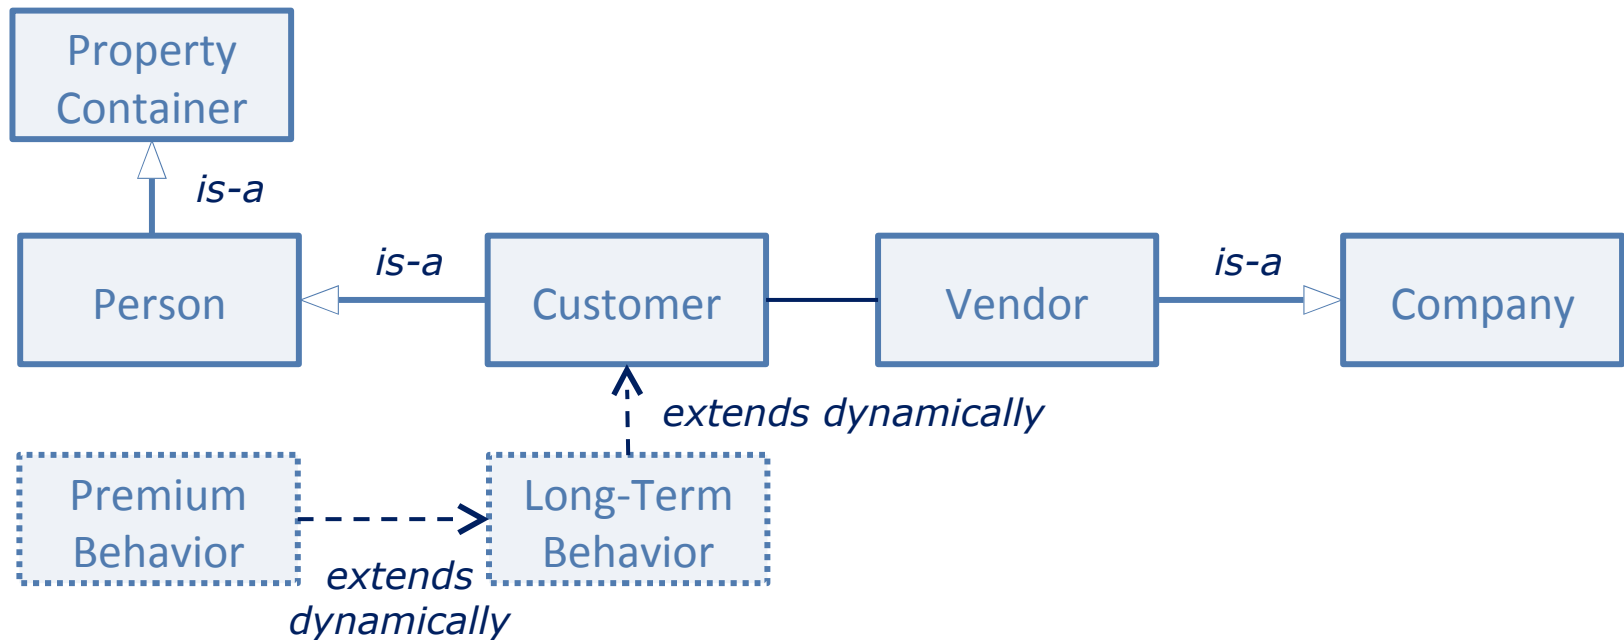 Property
Container
is-a
Person
is-a
Customer
Vendor
is-a
Company
extends dynamically
Premium
Behavior
extends
dynamically
Long-Term
Behavior